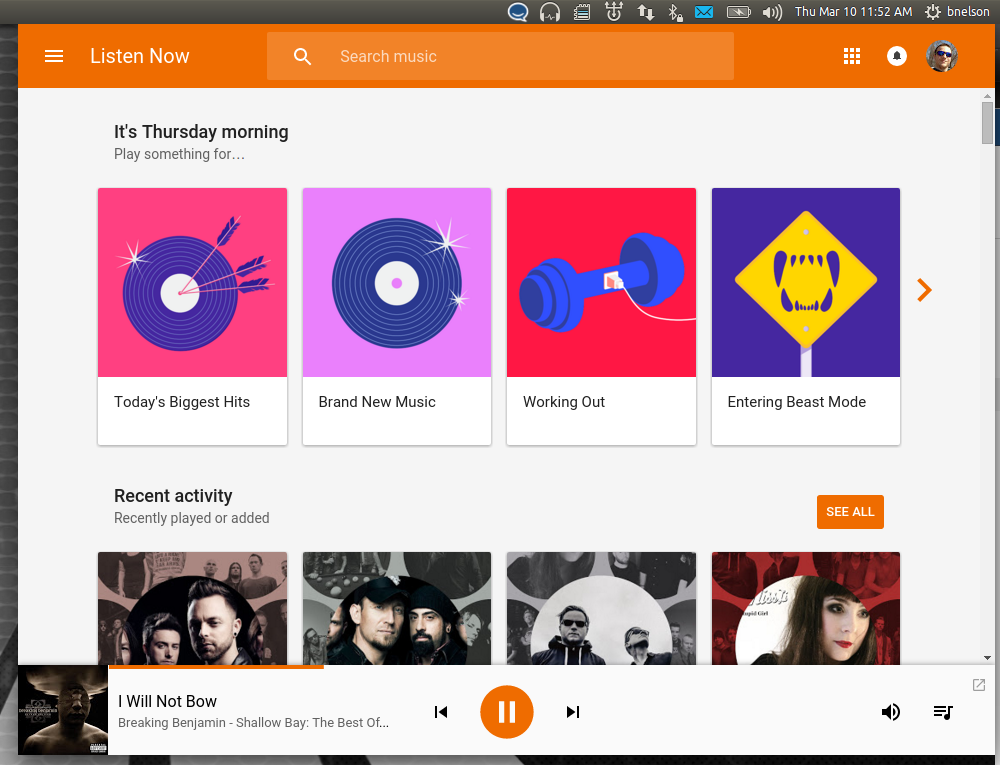 Thu Mar 10 11:52 AM
bnelson
Listen Now
Search music
It's Thursday morning
Play something for…
Today's Biggest Hits
Brand New Music
Working Out
Entering Beast Mode
Recent activity
Recently played or added
SEE ALL
I Will Not Bow
Breaking Benjamin - Shallow Bay: The Best Of...